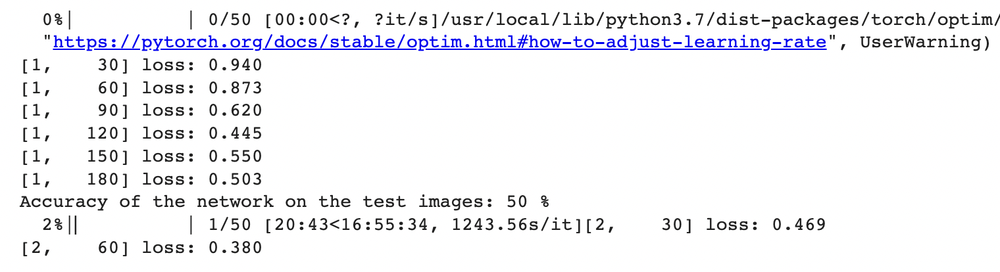 0%|          | 0/50 [00:00<?, ?it/s]/usr/local/lib/python3.7/dist-packages/torch/optim/
"https://pytorch.org/docs/stable/optim.html#how-to-adjust-learning-rate", UserWarning)
[1,    30] loss: 0.940
[1,    60] loss: 0.873
[1,    90] loss: 0.620
[1,   120] loss: 0.445
[1,   150] loss: 0.550
[1,   180] loss: 0.503
Accuracy of the network on the test images: 50 %
2%||          | 1/50 [20:43<16:55:34, 1243.56s/it][2,    30] loss: 0.469
[2,    60] loss: 0.380